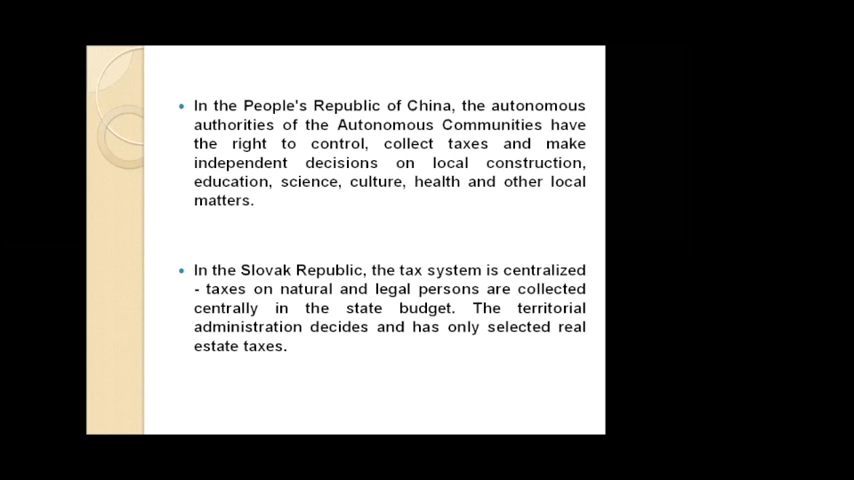 In the People's Republic of China, the autonomous
authorities of the Autonomous Communities have
the right to control, collect taxes and make
independent decisions on local construction,
education, science, culture, health and other local
matters.
In the Slovak Republic, the tax system is centralized
- taxes on natural and legal persons are collected
centrally in the state budget. The territorial
administration decides and has only selected real
estate taxes.